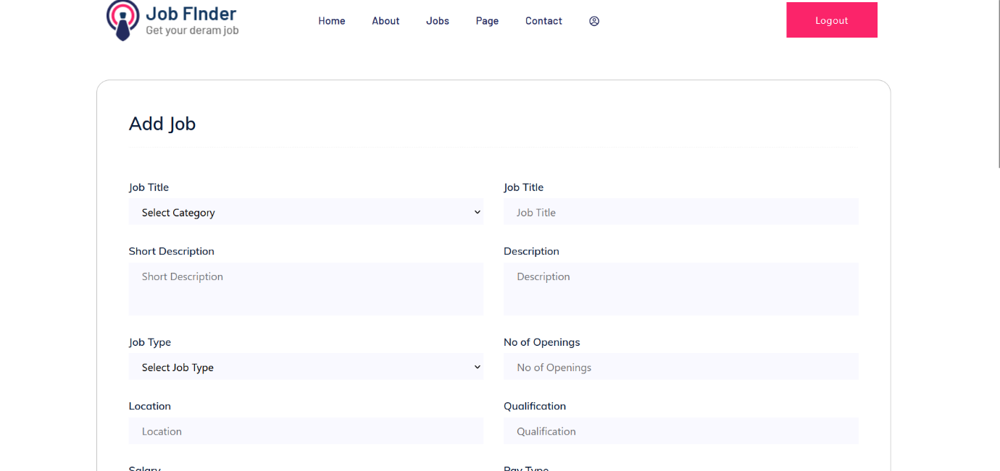 Job FInder
Get your deram job
Home About Jobs Page Contact
Logout
Add Job
Job Title Job Title
Select Category Job Title
Short Description Description
Short Description Description
Job Type No of Openings
Select Job Type No of Openings
Location Qualification
Location Qualification
Salary Pay Type